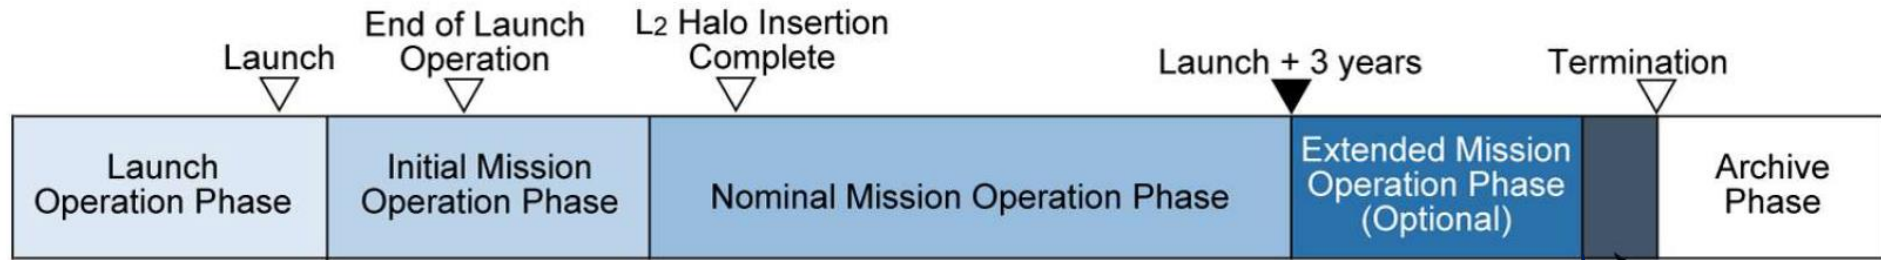 Launch
End of Launch
Operation
L2 Halo Insertion
Complete
Launch + 3 years
Termination
Launch
Operation Phase
Initial Mission
Operation Phase
Nominal Mission Operation Phase
Extended Mission
Operation Phase
(Optional)
Archive
Phase